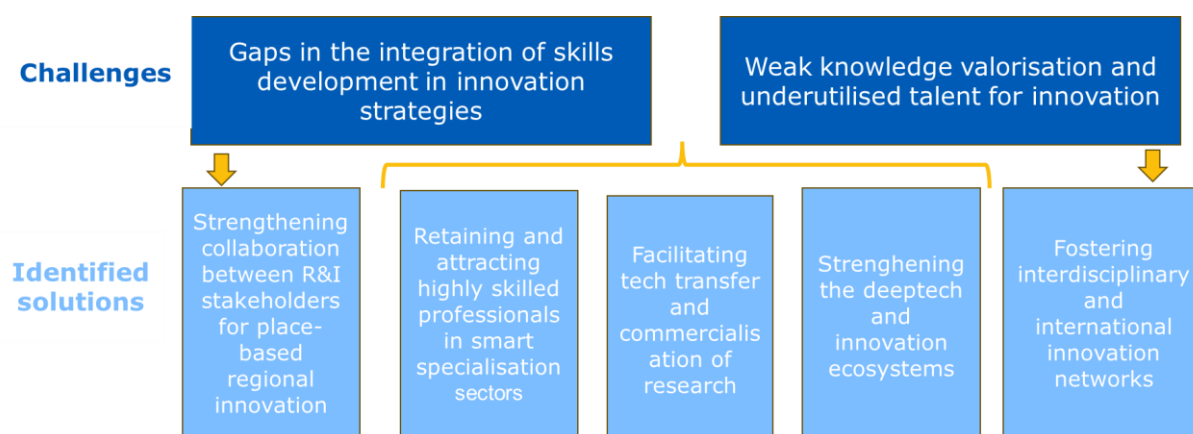 Challenges
Gaps in the integration of skills
development in innovation
strategies
Weak knowledge valorisation and
underutilised talent for innovation
Identified
solutions
Strengthening
collaboration
between R&I
stakeholders
for place-
based
regional
innovation
Retaining and
attracting
highly skilled
professionals
in smart
specialisation
sectors
Facilitating
tech transfer
and
commercialis
ation of
research
Strenghening
the deeptech
and
innovation
ecosystems
Fostering
interdisciplinary
and
international
innovation
networks